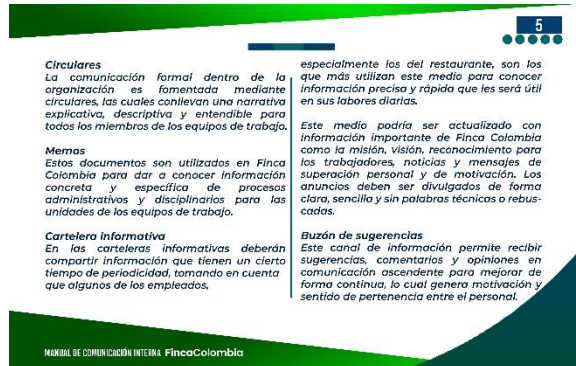 5
Circulares
La comunicación formal dentro de la
organización es fomentada mediante
circulares, las cuales conllevan una narrativa
explicativa, descriptiva y entendible para
todos los miembros de los equipos de trabajo.
Memos
Estos documentos son utilizados en Finca
Colombia para dar a conocer información
concreta y específica de procesos
administrativos y disciplinarios para las
unidades de los equipos de trabajo.
Cartelera informativa
En las carteleras informativas deberán
compartir información que tienen un cierto
tiempo de periodicidad, tomando en cuenta
que algunos de los empleados,
especialmente los del restaurante, son los
que más utilizan este medio para conocer
información precisa y rápida que les será útil
en sus labores diarias.
Este medio podría ser actualizado con
información importante de Finca Colombia
como la misión, visión, reconocimiento para
los trabajadores, noticias y mensajes de
superación personal y de motivación. Los
anuncios deben ser divulgados de forma
clara, sencilla y sin palabras técnicas o rebus-
cadas.
Buzón de sugerencias
Este canal de información permite recibir
sugerencias, comentarios y opiniones en
comunicación ascendente para mejorar de
forma continua, lo cual genera motivación y
sentido de pertenencia entre el personal.
MANUAL DE COMUNICACIÓN INTERNA FincaColombia